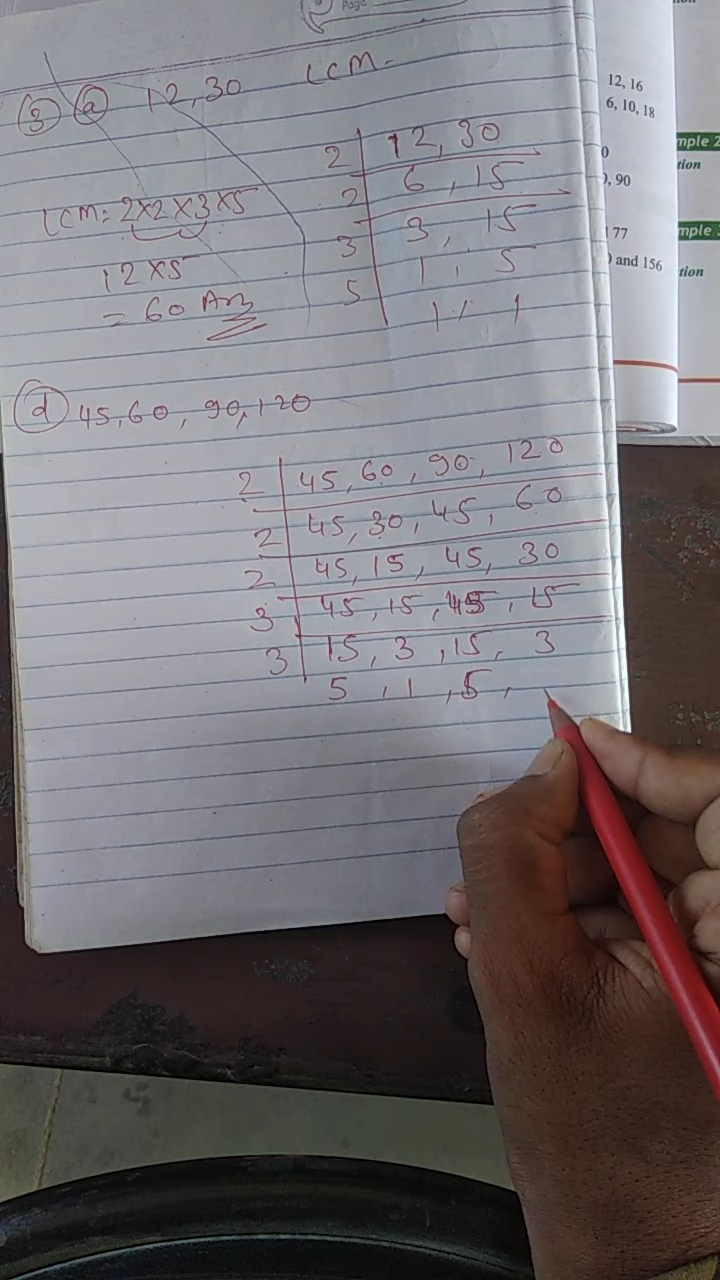 Page
③ ⓐ 12,30 LCM-
2 | 12, 30
2 | 6, 15
3 | 3, 15
5 | 1, 5
1, 1
LCM: 2×2×3×5
12×5
= 60 Ans
ⓓ 45,60, 90,120
2 | 45, 60, 90, 120
2 | 45, 30, 45, 60
2 | 45, 15, 45, 30
3 | 45, 15, 45, 15
3 | 15, 3, 15, 3
5, 1, 5,
12, 16
6, 10, 18
0
), 90
177
) and 156
mple 2
tion
mple
tion